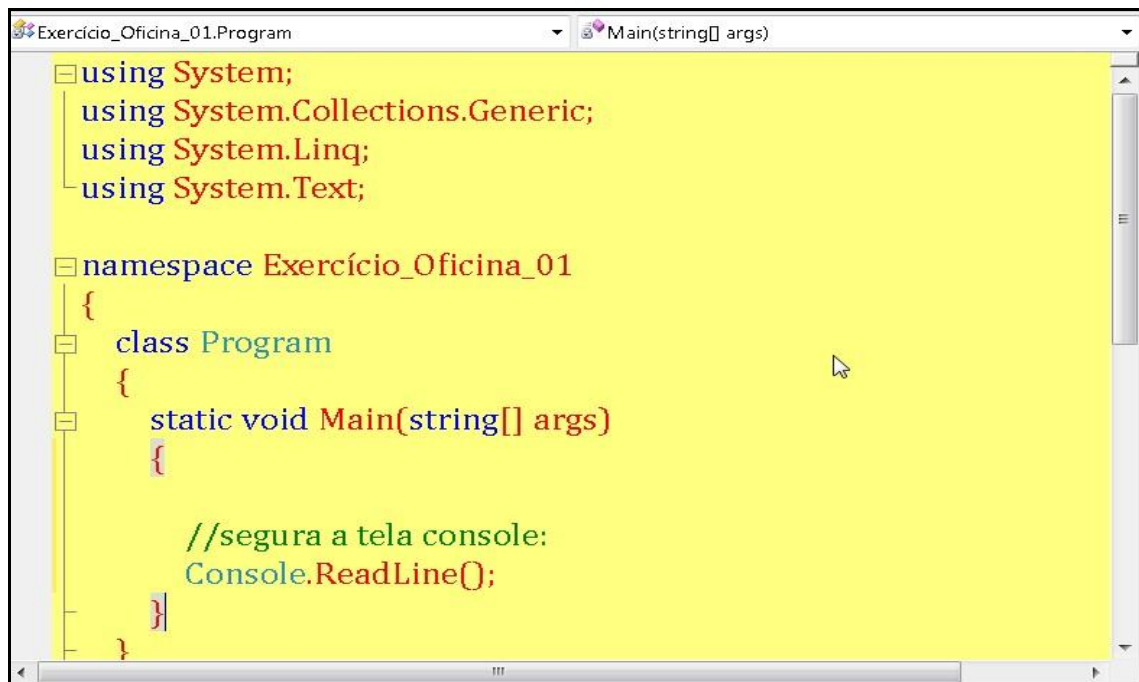 Exercício_Oficina_01.Program Main(string[] args)
using System;
using System.Collections.Generic;
using System.Linq;
using System.Text;
namespace Exercício_Oficina_01
{
class Program
{
static void Main(string[] args)
{
//segura a tela console:
Console.ReadLine();
}
}